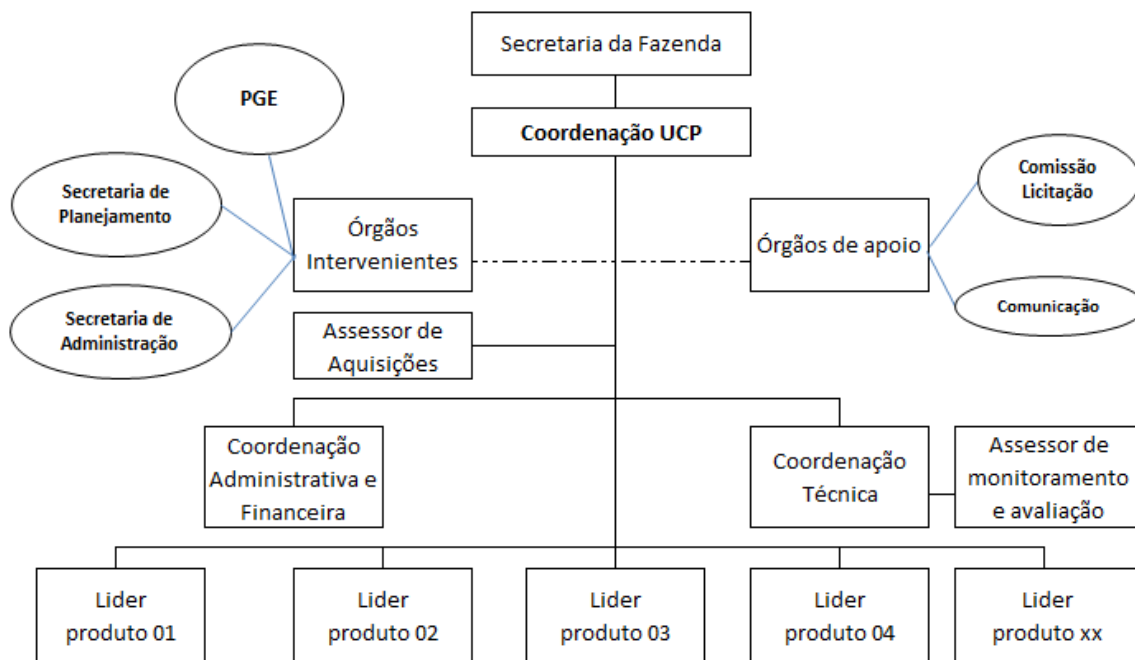 Secretaria da Fazenda
PGE
Coordenação UCP
Comissão
Licitação
Secretaria de
Planejamento
Órgãos
Intervenientes
Órgãos de apoio
Secretaria de
Administração
Comunicação
Assessor de
Aquisições
Coordenação
Administrativa e
Financeira
Coordenação
Técnica
Assessor de
monitoramento
e avaliação
Lider
produto 01
Lider
produto 02
Lider
produto 03
Lider
produto 04
Lider
produto xx